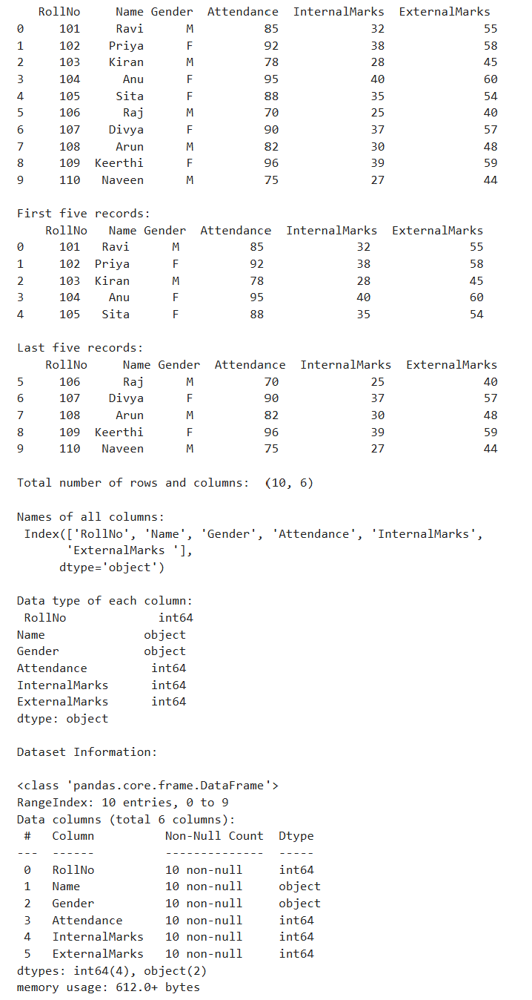 RollNo     Name Gender  Attendance  InternalMarks  ExternalMarks 
0     101     Ravi      M          85             32              55
1     102    Priya      F          92             38              58
2     103    Kiran      M          78             28              45
3     104      Anu      F          95             40              60
4     105     Sita      F          88             35              54
5     106      Raj      M          70             25              40
6     107    Divya      F          90             37              57
7     108     Arun      M          82             30              48
8     109  Keerthi      F          96             39              59
9     110   Naveen      M          75             27              44

First five records:
    RollNo   Name Gender  Attendance  InternalMarks  ExternalMarks 
0     101   Ravi      M          85             32              55
1     102  Priya      F          92             38              58
2     103  Kiran      M          78             28              45
3     104    Anu      F          95             40              60
4     105   Sita      F          88             35              54

Last five records:
    RollNo     Name Gender  Attendance  InternalMarks  ExternalMarks 
5     106      Raj      M          70             25              40
6     107    Divya      F          90             37              57
7     108     Arun      M          82             30              48
8     109  Keerthi      F          96             39              59
9     110   Naveen      M          75             27              44

Total number of rows and columns:  (10, 6)

Names of all columns:
 Index(['RollNo', 'Name', 'Gender', 'Attendance', 'InternalMarks',
       'ExternalMarks '],
      dtype='object')

Data type of each column:
 RollNo             int64
Name              object
Gender            object
Attendance         int64
InternalMarks      int64
ExternalMarks      int64
dtype: object

Dataset Information:

<class 'pandas.core.frame.DataFrame'>
RangeIndex: 10 entries, 0 to 9
Data columns (total 6 columns):
 #   Column          Non-Null Count  Dtype 
---  ------          --------------  ----- 
 0   RollNo          10 non-null     int64 
 1   Name            10 non-null     object
 2   Gender          10 non-null     object
 3   Attendance      10 non-null     int64 
 4   InternalMarks   10 non-null     int64 
 5   ExternalMarks   10 non-null     int64 
dtypes: int64(4), object(2)
memory usage: 612.0+ bytes